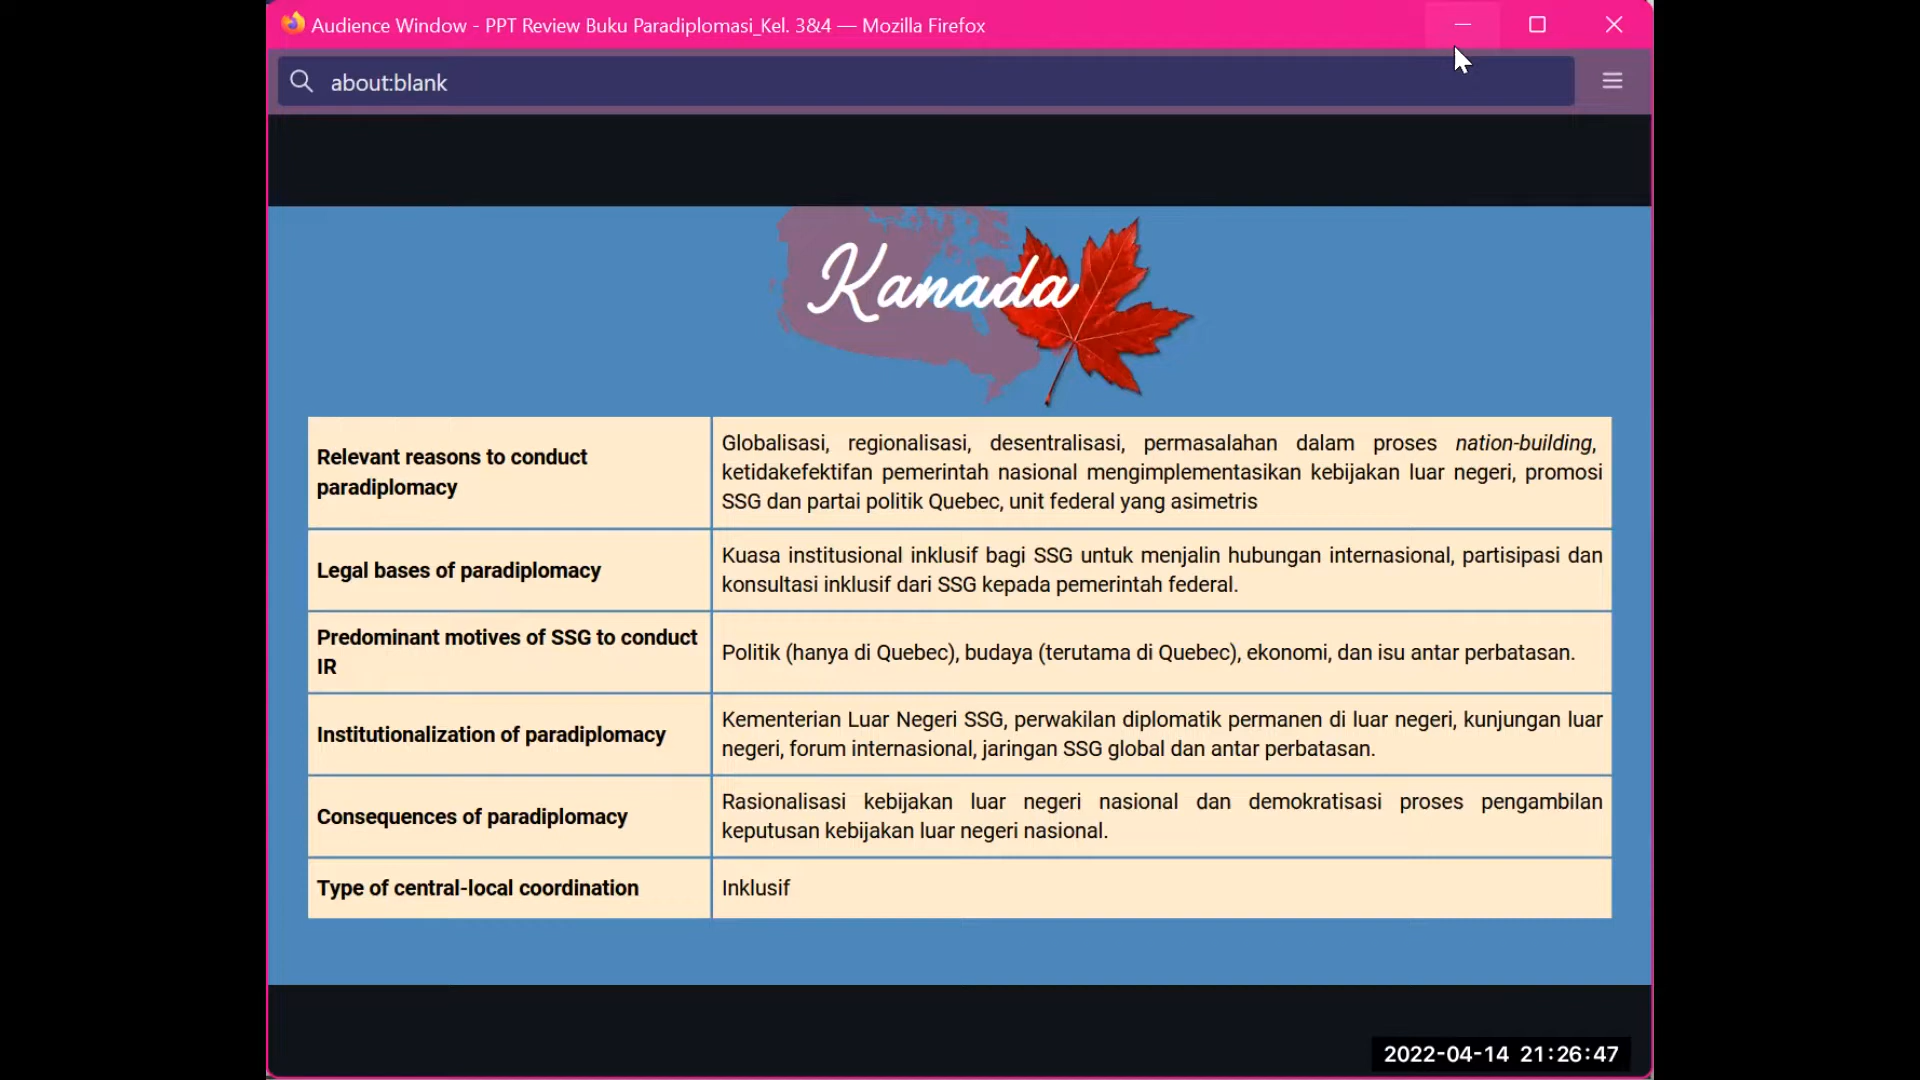 Audience Window - PPT Review Buku Paradiplomasi_Kel. 3&4 — Mozilla Firefox
about:blank
Kanada
Relevant reasons to conduct
paradiplomacy
Globalisasi, regionalisasi, desentralisasi, permasalahan dalam proses nation-building,
ketidakefektifan pemerintah nasional mengimplementasikan kebijakan luar negeri, promosi
SSG dan partai politik Quebec, unit federal yang asimetris
Legal bases of paradiplomacy
Kuasa institusional inklusif bagi SSG untuk menjalin hubungan internasional, partisipasi dan
konsultasi inklusif dari SSG kepada pemerintah federal.
Predominant motives of SSG to conduct
IR
Politik (hanya di Quebec), budaya (terutama di Quebec), ekonomi, dan isu antar perbatasan.
Institutionalization of paradiplomacy
Kementerian Luar Negeri SSG, perwakilan diplomatik permanen di luar negeri, kunjungan luar
negeri, forum internasional, jaringan SSG global dan antar perbatasan.
Consequences of paradiplomacy
Rasionalisasi kebijakan luar negeri nasional dan demokratisasi proses pengambilan
keputusan kebijakan luar negeri nasional.
Type of central-local coordination
Inklusif
2022-04-14 21:26:47